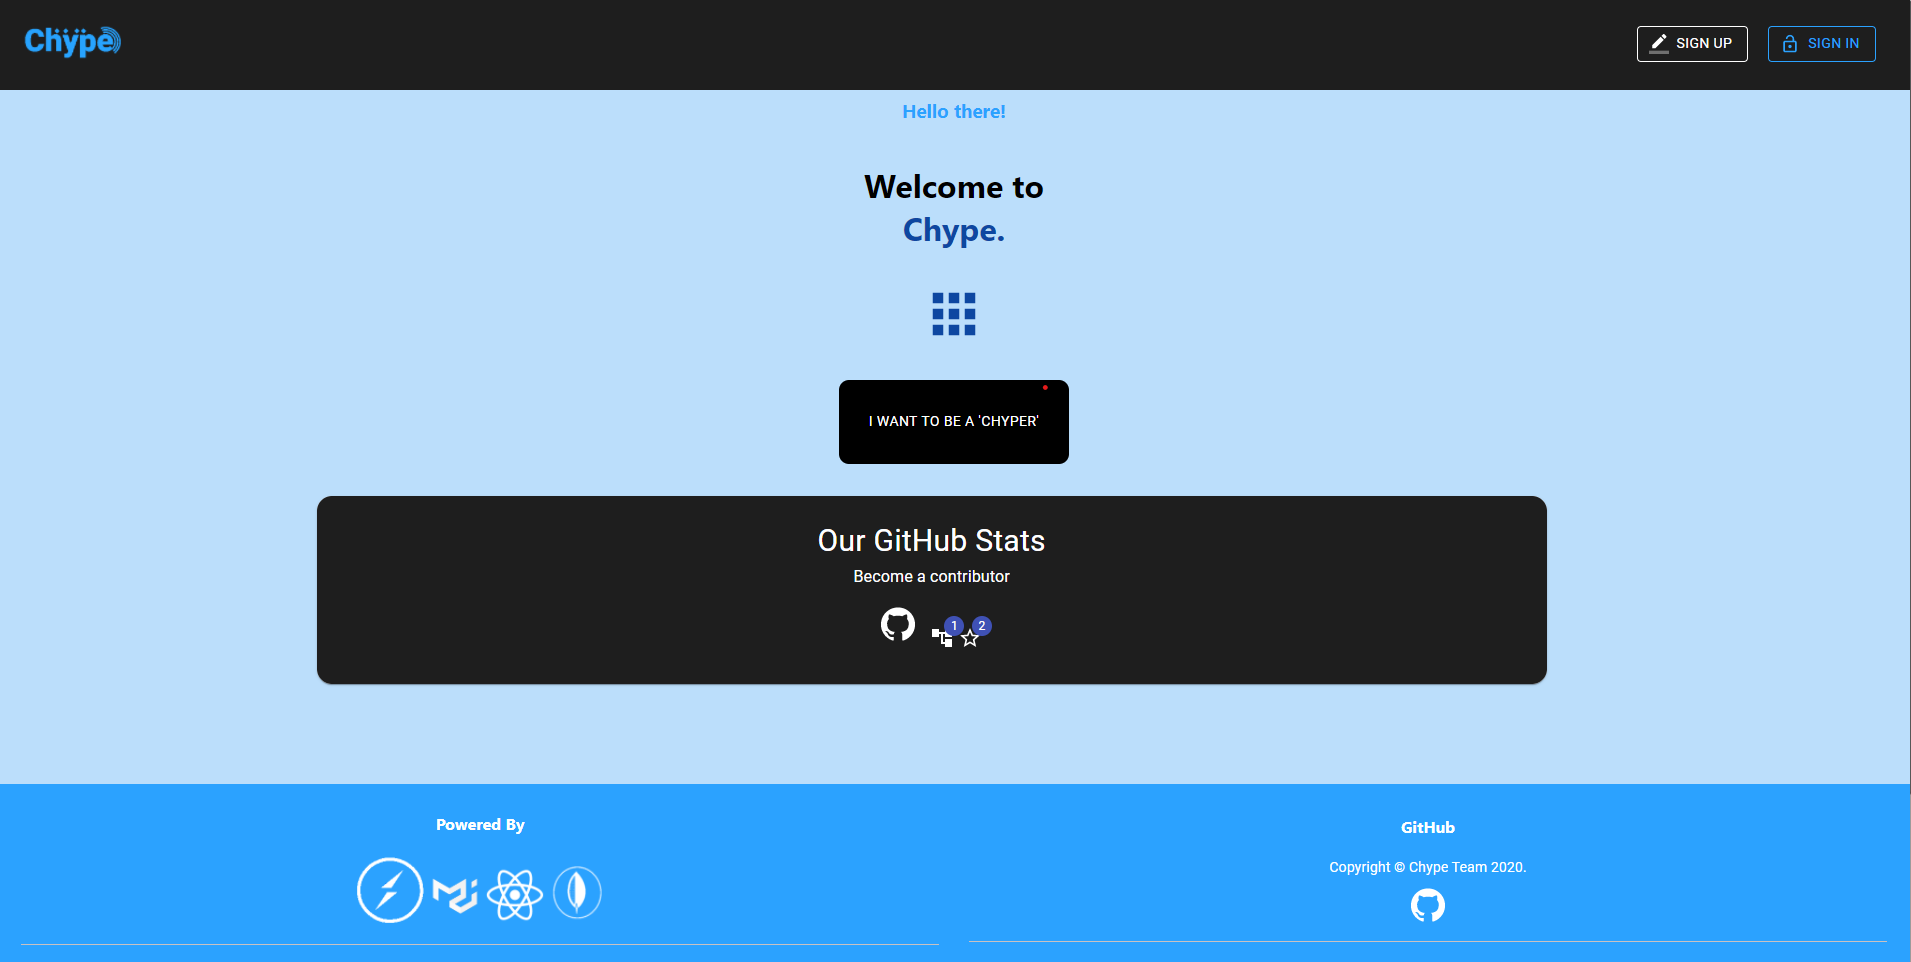 Chype
SIGN UP
SIGN IN
Hello there!
Welcome to
Chype.
I WANT TO BE A 'CHYPER'
Our GitHub Stats
Become a contributor
1
2
Powered By
GitHub
Copyright © Chype Team 2020.